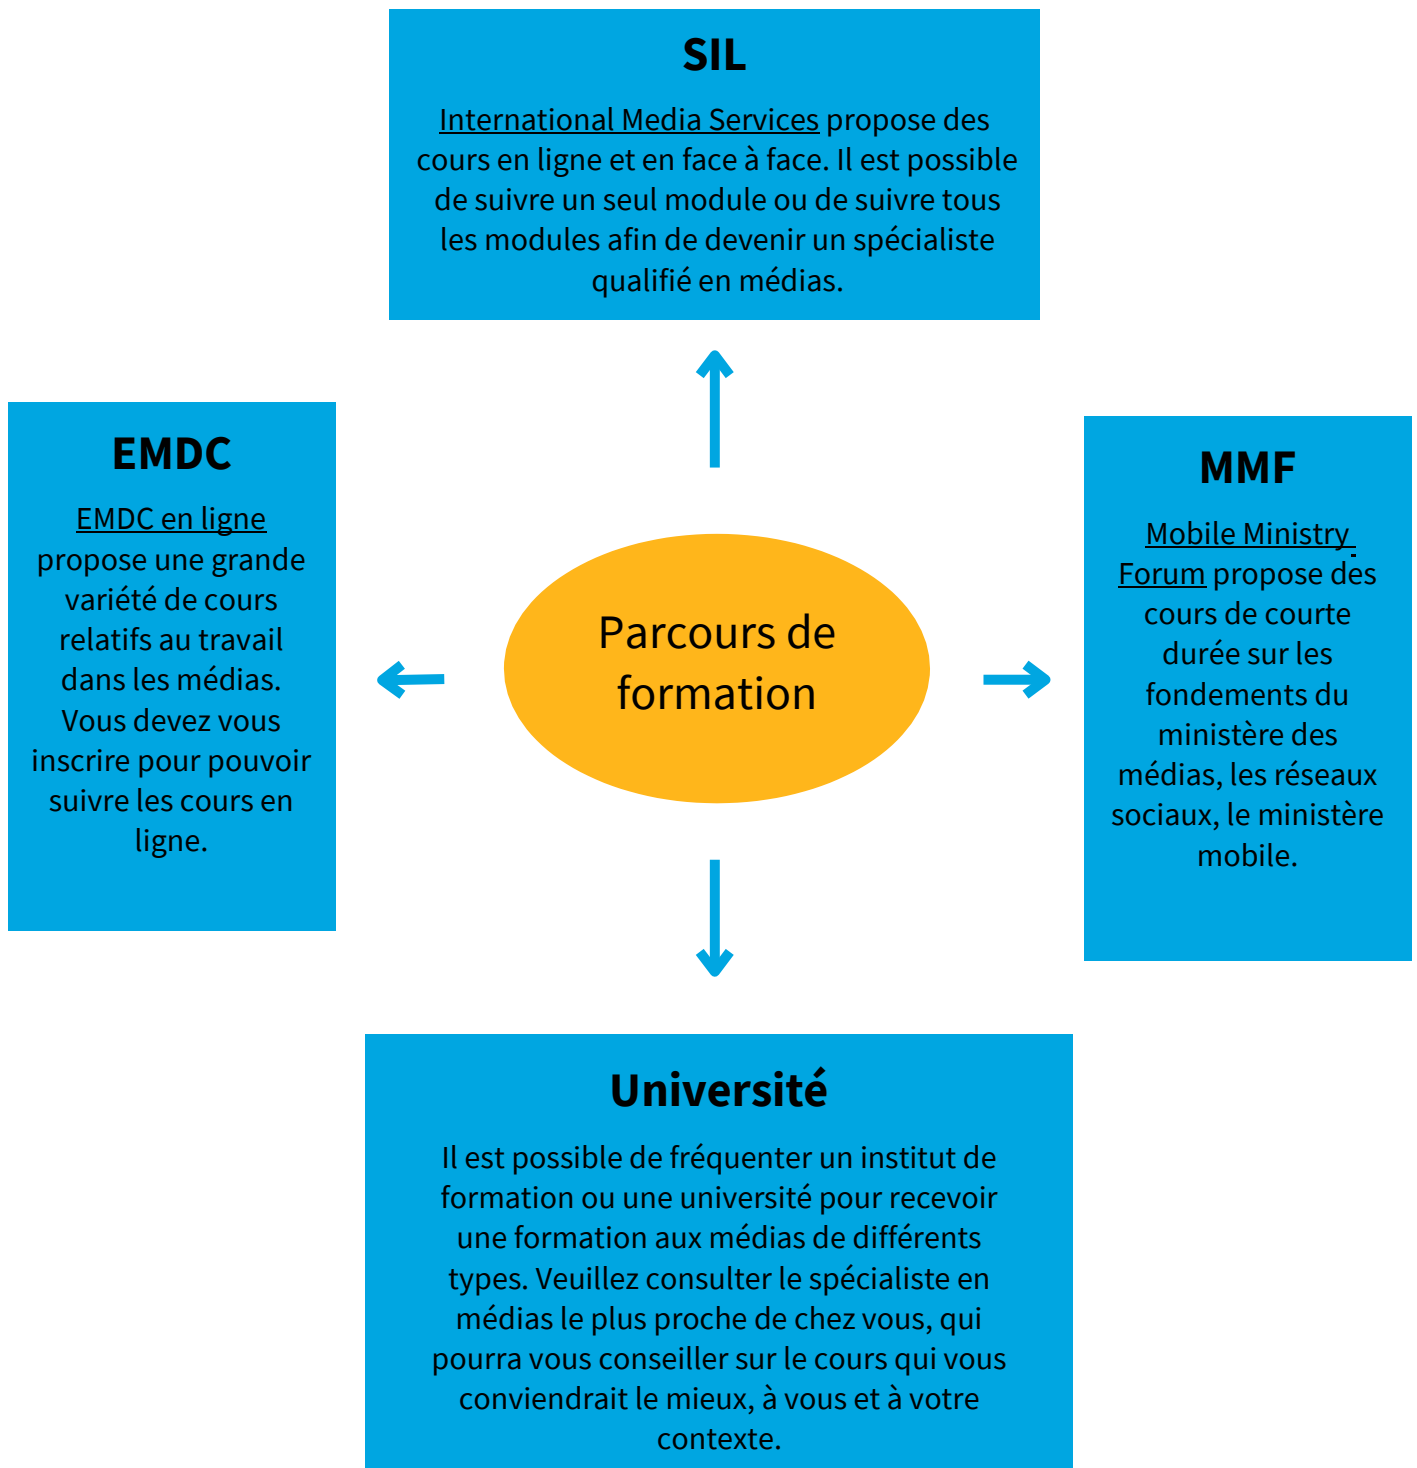 SIL
International Media Services propose des
cours en ligne et en face à face. Il est possible
de suivre un seul module ou de suivre tous
les modules afin de devenir un spécialiste
qualifié en médias.
EMDC
EMDC en ligne
propose une grande
variété de cours
relatifs au travail
dans les médias.
Vous devez vous
inscrire pour pouvoir
suivre les cours en
ligne.
Parcours de
formation
MMF
Mobile Ministry
Forum propose des
cours de courte
durée sur les
fondements du
ministère des
médias, les réseaux
sociaux, le ministère
mobile.
Université
Il est possible de fréquenter un institut de
formation ou une université pour recevoir
une formation aux médias de différents
types. Veuillez consulter le spécialiste en
médias le plus proche de chez vous, qui
pourra vous conseiller sur le cours qui vous
conviendrait le mieux, à vous et à votre
contexte.